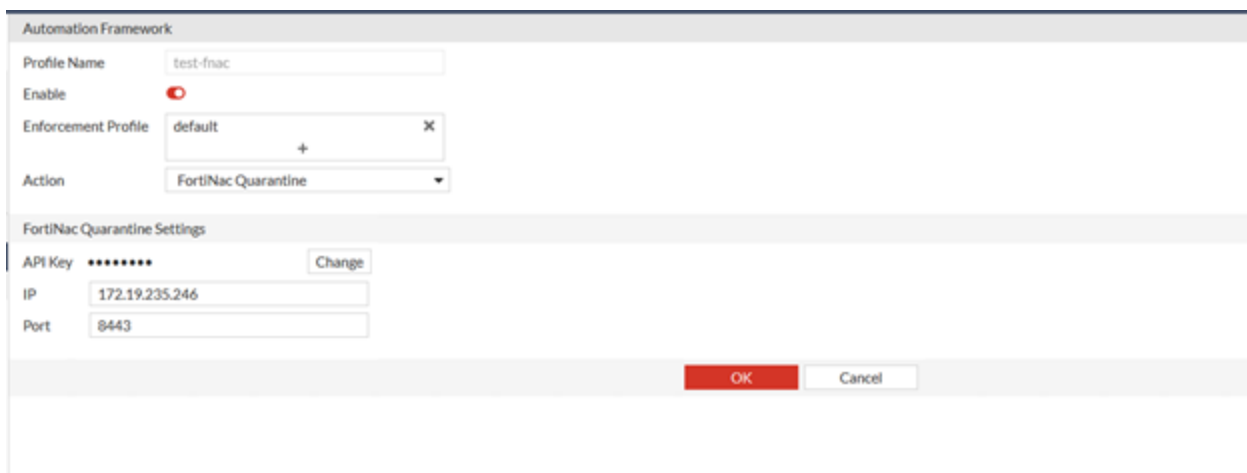 Automation Framework
Profile Name test-fnac
Enable
Enforcement Profile default
+
Action FortiNac Quarantine
FortiNac Quarantine Settings
API Key •••••••• Change
IP 172.19.235.246
Port 8443
OK Cancel